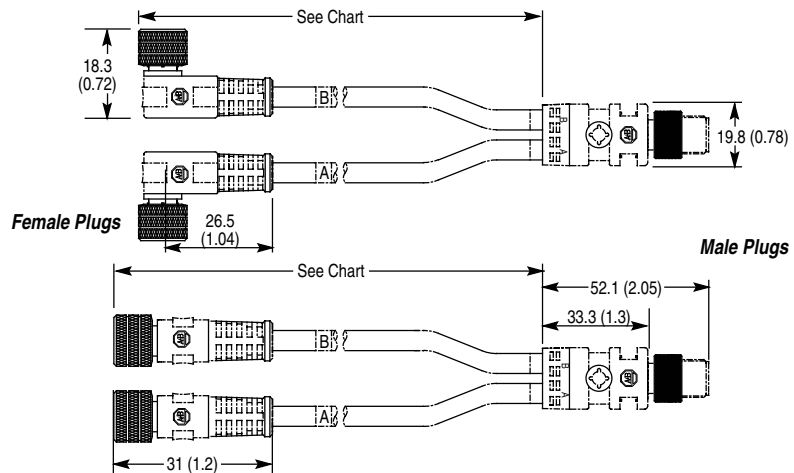 See Chart
18.3
(0.72)
B
B
A
A
19.8 (0.78)
Female Plugs
26.5
(1.04)
Male Plugs
See Chart
52.1 (2.05)
33.3 (1.3)
B
B
A
A
31 (1.2)